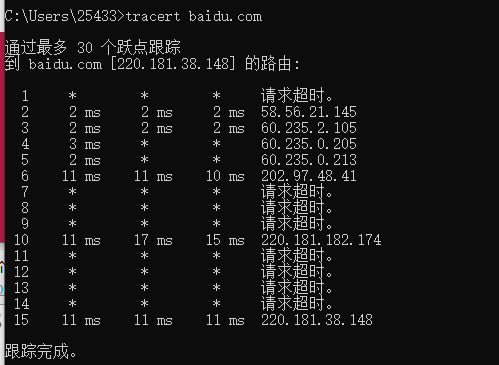 C:\Users\25433>tracert baidu.com
通过最多 30 个跃点跟踪
到 baidu.com [220.181.38.148] 的路由:
1 * * * 请求超时。
2 2 ms 2 ms 2 ms 58.56.21.145
3 2 ms 2 ms 2 ms 60.235.2.105
4 3 ms * * 60.235.0.205
5 2 ms * * 60.235.0.213
6 11 ms 11 ms 10 ms 202.97.48.41
7 * * * 请求超时。
8 * * * 请求超时。
9 * * * 请求超时。
10 11 ms 17 ms 15 ms 220.181.182.174
11 * * * 请求超时。
12 * * * 请求超时。
13 * * * 请求超时。
14 * * * 请求超时。
15 11 ms 11 ms 11 ms 220.181.38.148
跟踪完成。